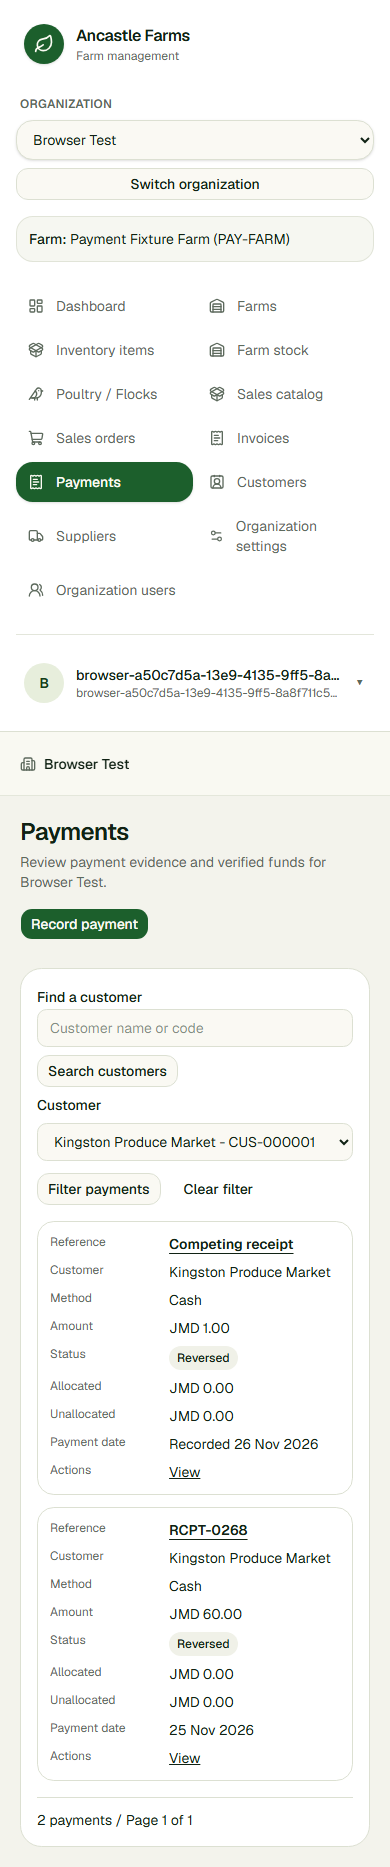 Ancastle Farms
Farm management
ORGANIZATION
Browser Test
Switch organization
Farm: Payment Fixture Farm (PAY-FARM)
Dashboard
Farms
Inventory items
Farm stock
Poultry / Flocks
Sales catalog
Sales orders
Invoices
Payments
Customers
Suppliers
Organization
settings
Organization users
B
browser-a50c7d5a-13e9-4135-9ff5-8a...
browser-a50c7d5a-13e9-4135-9ff5-8a8f711c5...
Browser Test
Payments
Review payment evidence and verified funds for
Browser Test.
Record payment
Find a customer
Customer name or code
Search customers
Customer
Kingston Produce Market - CUS-000001
Filter payments
Clear filter
Reference
Competing receipt
Customer
Kingston Produce Market
Method
Cash
Amount
JMD 1.00
Status
Reversed
Allocated
JMD 0.00
Unallocated
JMD 0.00
Payment date
Recorded 26 Nov 2026
Actions
View
Reference
RCPT-0268
Customer
Kingston Produce Market
Method
Cash
Amount
JMD 60.00
Status
Reversed
Allocated
JMD 0.00
Unallocated
JMD 0.00
Payment date
25 Nov 2026
Actions
View
2 payments / Page 1 of 1